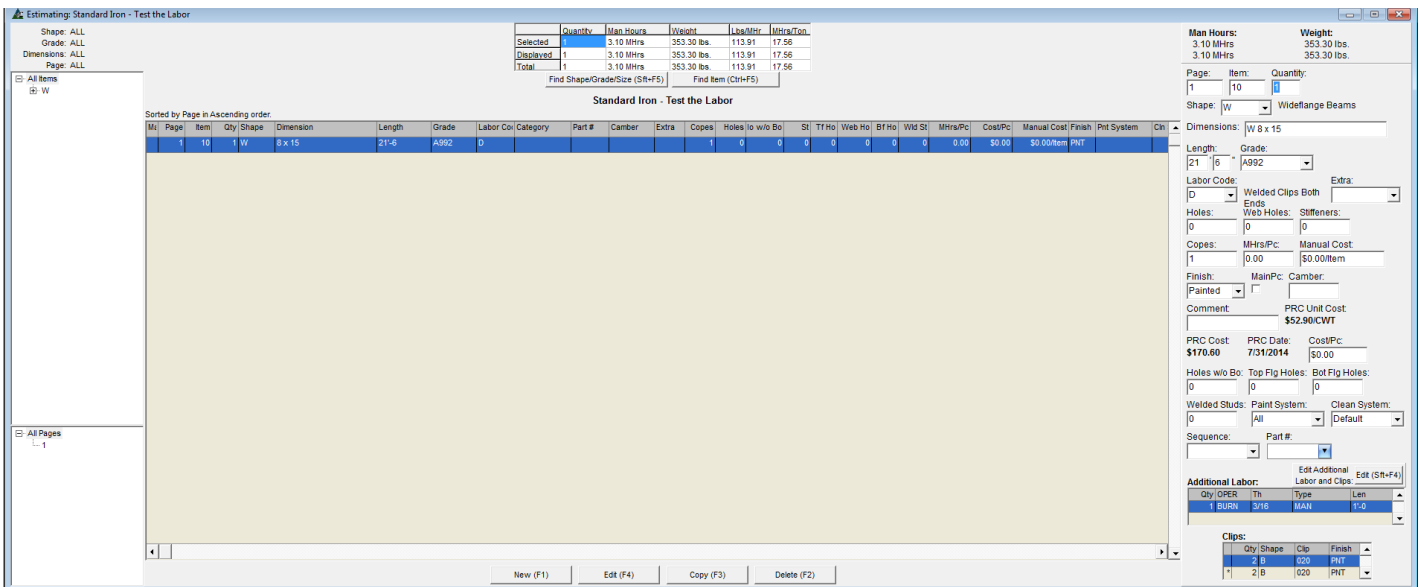 Estimating: Standard Iron - Test the Labor
Shape: ALL
Grade: ALL
Dimensions: ALL
Page: ALL
Quantity Man Hours Weight Lbs/MHr MHrs/Ton
Selected 1 3.10 MHrs 353.30 lbs. 113.91 17.56
Displayed 1 3.10 MHrs 353.30 lbs. 113.91 17.56
Total 1 3.10 MHrs 353.30 lbs. 113.91 17.56
Find Shape/Grade/Size (Sft+F5) Find Item (Ctrl+F5)
All Items
W
Standard Iron - Test the Labor
Sorted by Page in Ascending order.
Ma Page Item Qty Shape Dimension Length Grade Labor Co Category Part # Camber Extra Copes Holes lo w/o Bo St Tf Ho Web Ho Bf Ho Wld St MHrs/Pc Cost/Pc Manual Cost Finish Pnt System Cln
1 10 1 W 8 x 15 21'-6 A992 D 1 0 0 0 0 0 0 0 0.00 $0.00 $0.00/Item PNT
All Pages
1
New (F1) Edit (F4) Copy (F3) Delete (F2)
Man Hours: Weight:
3.10 MHrs 353.30 lbs.
3.10 MHrs 353.30 lbs.
Page: Item: Quantity:
1 10 1
Shape: W Wideflange Beams
Dimensions: W 8 x 15
Length: Grade:
21 ' 6 " A992
Labor Code: Extra:
D Welded Clips Both
Ends
Holes: Web Holes: Stiffeners:
0 0 0
Copes: MHrs/Pc: Manual Cost:
1 0.00 $0.00/Item
Finish: MainPc: Camber:
Painted
Comment: PRC Unit Cost:
$52.90/CWT
PRC Cost: PRC Date: Cost/Pc:
$170.60 7/31/2014 $0.00
Holes w/o Bo: Top Flg Holes: Bot Flg Holes:
0 0 0
Welded Studs: Paint System: Clean System:
0 All Default
Sequence: Part #:
Edit Additional
Labor and Clips: Edit (Sft+F4)
Additional Labor:
Qty OPER Th Type Len
1 BURN 3/16 MAN 1'-0
Clips:
Qty Shape Clip Finish
2 B 020 PNT
* 2 B 020 PNT